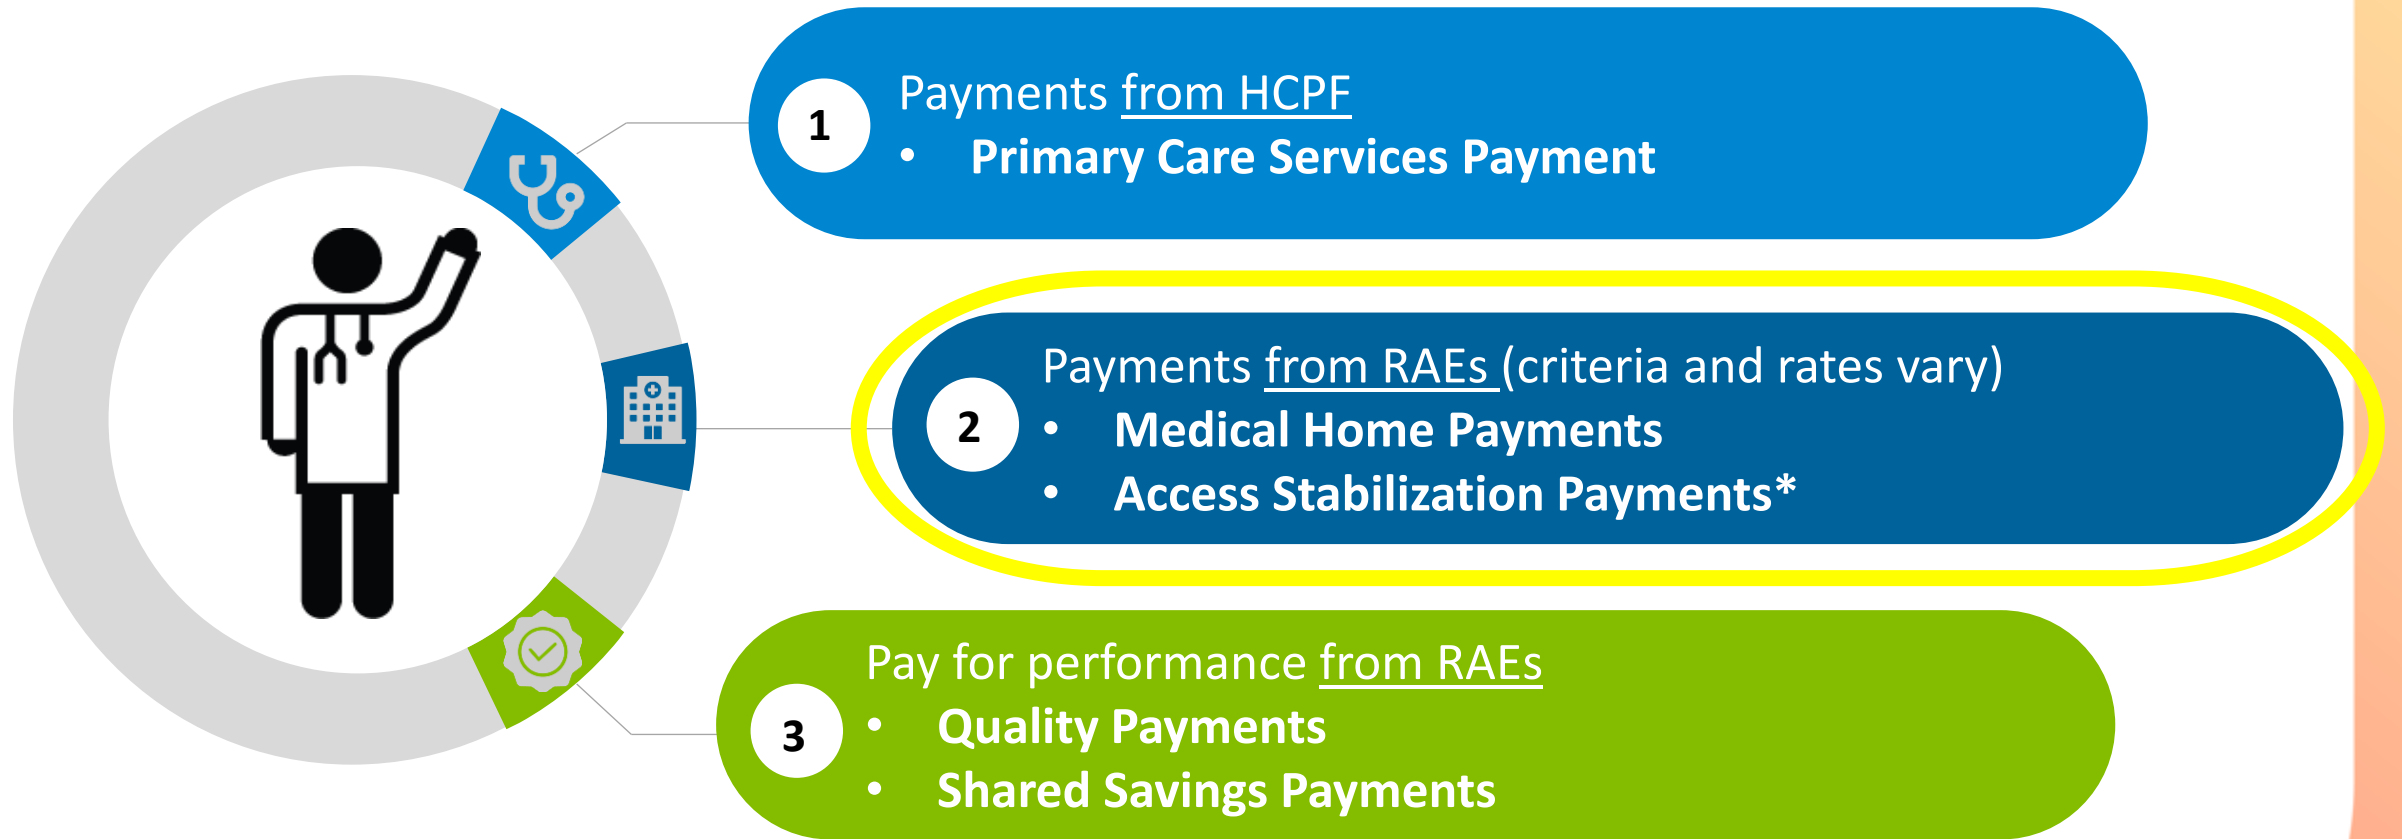 1
Payments from HCPF
• Primary Care Services Payment
2
Payments from RAEs (criteria and rates vary)
• Medical Home Payments
• Access Stabilization Payments*
3
Pay for performance from RAEs
• Quality Payments
• Shared Savings Payments